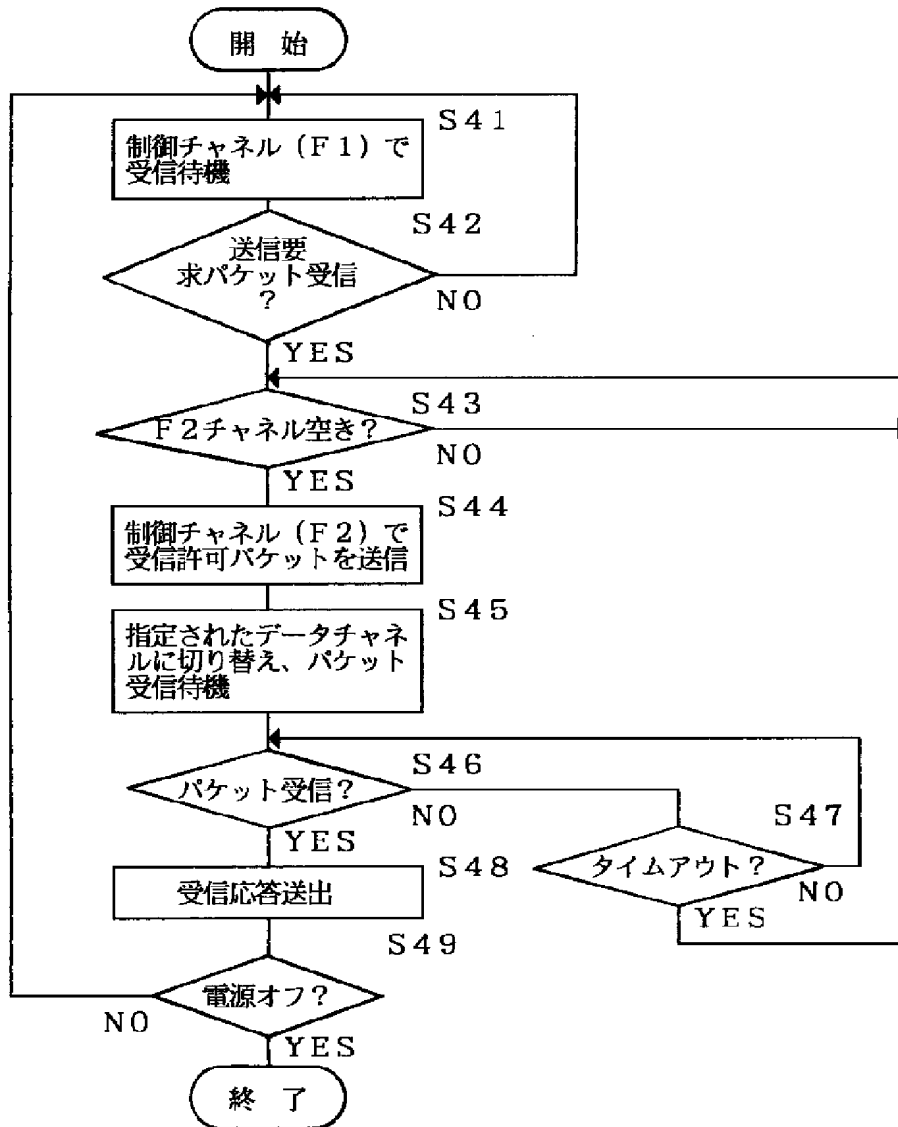 開 始
S41
制御チャネル（F1）で
受信待機
S42
送信要
求パケット受信
?
NO
YES
S43
F2チャネル空き?
NO
YES
S44
制御チャネル（F2）で
受信許可パケットを送信
S45
指定されたデータチャネ
ルに切り替え、パケット
受信待機
S46
パケット受信?
NO
YES
S47
タイムアウト?
NO
YES
S48
受信応答送出
S49
電源オフ?
NO
YES
終 了